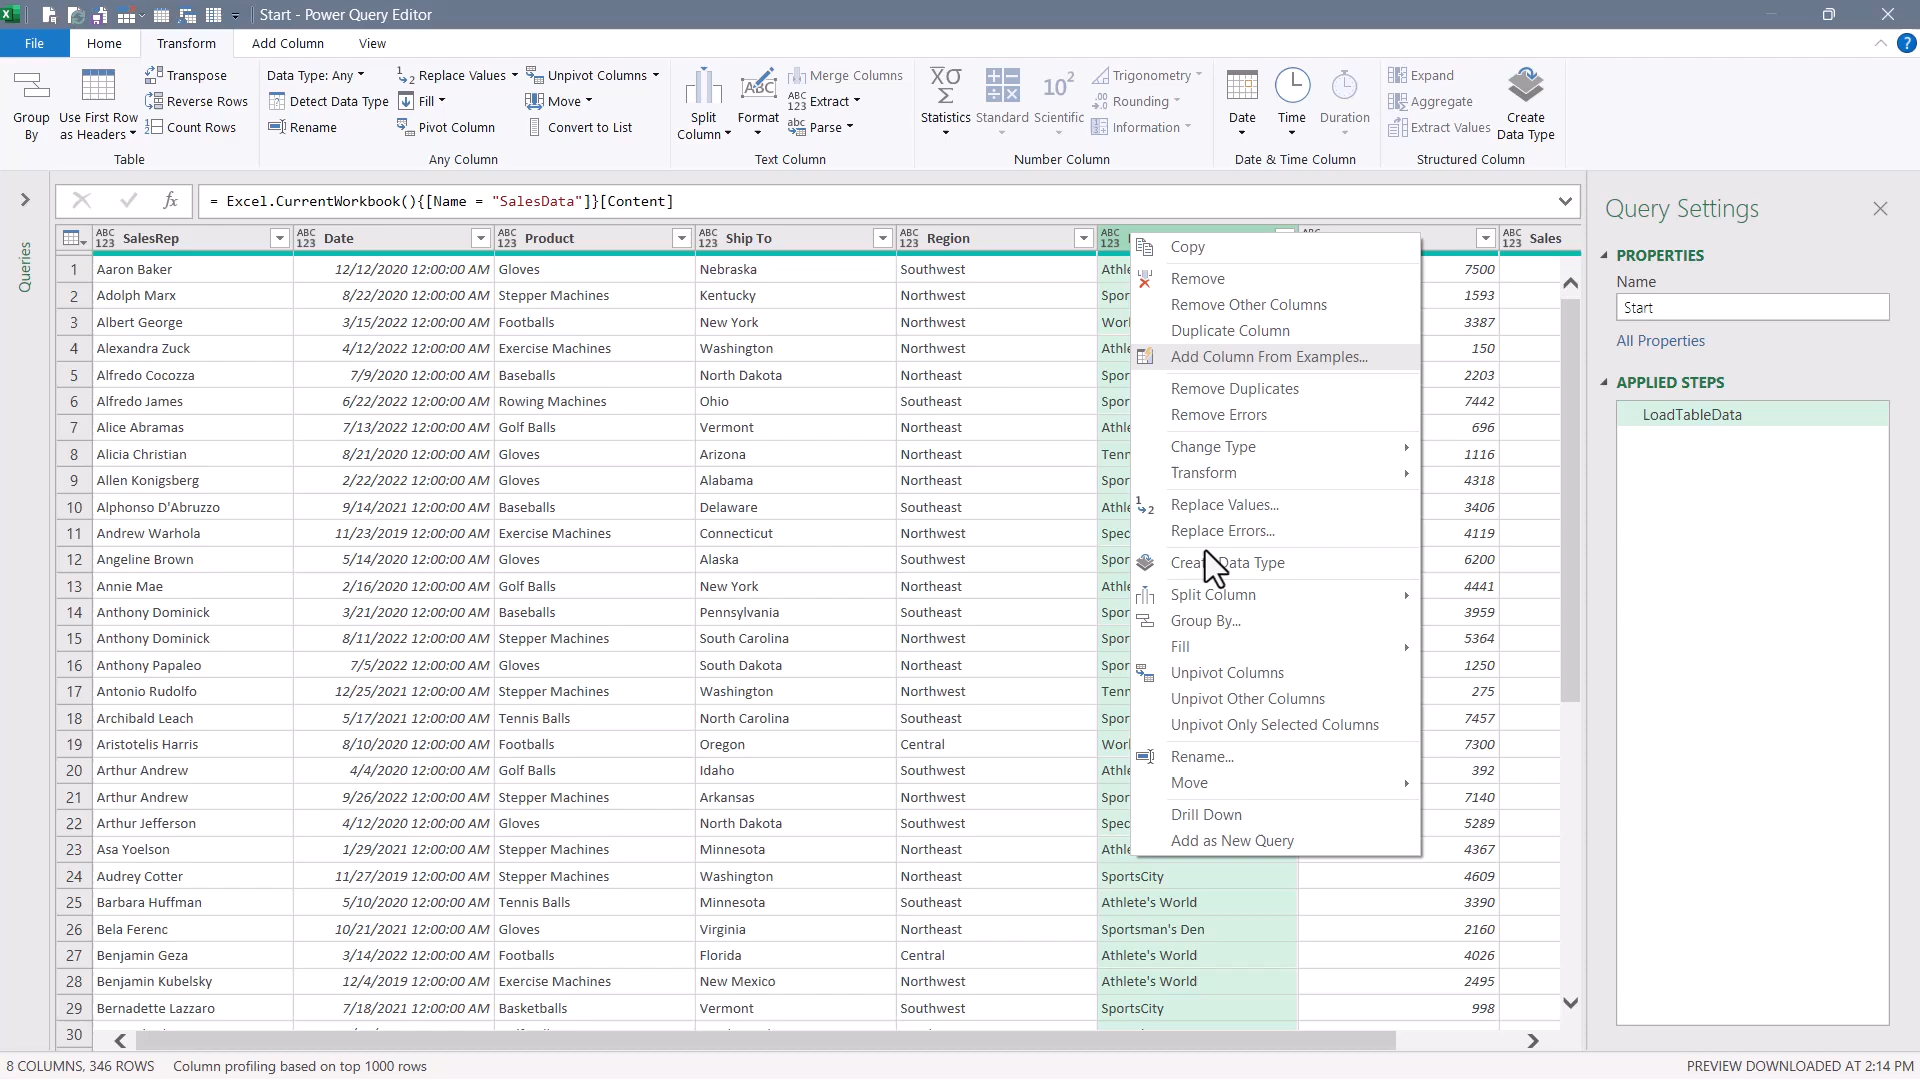 Start - Power Query Editor
File
Home
Transform
Add Column
View
?
Group By
Use First Row as Headers
Transpose
Reverse Rows
Count Rows
Table
Data Type: Any
Detect Data Type
Rename
Replace Values
Fill
Pivot Column
Unpivot Columns
Move
Convert to List
Any Column
Split Column
Format
Merge Columns
Extract
Parse
Text Column
Statistics
Standard
Scientific
Trigonometry
Rounding
Information
Number Column
Date
Time
Duration
Date & Time Column
Expand
Aggregate
Extract Values
Create Data Type
Structured Column
= Excel.CurrentWorkbook(){[Name = "SalesData"]}[Content]
Queries
SalesRep Date Product Ship To Region Sales
1 Aaron Baker 12/12/2020 12:00:00 AM Gloves Nebraska Southwest Athle 7500
2 Adolph Marx 8/22/2020 12:00:00 AM Stepper Machines Kentucky Northwest Spor 1593
3 Albert George 3/15/2022 12:00:00 AM Footballs New York Northwest Worl 3387
4 Alexandra Zuck 4/12/2022 12:00:00 AM Exercise Machines Washington Northwest Athle 150
5 Alfredo Cocozza 7/9/2020 12:00:00 AM Baseballs North Dakota Southeast Spor 2203
6 Alfredo James 6/22/2022 12:00:00 AM Rowing Machines Ohio Southwest Spor 7442
7 Alice Abramas 7/13/2022 12:00:00 AM Golf Balls Vermont Northeast Athle 696
8 Alicia Christian 8/21/2020 12:00:00 AM Gloves Arizona Northeast Tenn 1116
9 Allen Konigsberg 2/22/2022 12:00:00 AM Gloves Alabama Northeast Spor 4318
10 Alphonso D'Abruzzo 9/14/2021 12:00:00 AM Baseballs Delaware Southeast Athle 3406
11 Andrew Warhola 11/23/2019 12:00:00 AM Exercise Machines Connecticut Northwest Spec 4119
12 Angeline Brown 5/14/2020 12:00:00 AM Gloves Alaska Southwest Spor 6200
13 Annie Mae 2/16/2020 12:00:00 AM Golf Balls New York Northeast Athle 4441
14 Anthony Dominick 3/21/2020 12:00:00 AM Baseballs Pennsylvania Southeast Spor 3959
15 Anthony Dominick 8/11/2022 12:00:00 AM Stepper Machines South Carolina Northwest Spor 5364
16 Anthony Papaleo 7/5/2022 12:00:00 AM Gloves South Dakota Northeast Spor 1250
17 Antonio Rudolfo 12/25/2021 12:00:00 AM Stepper Machines Washington Northwest Tenn 275
18 Archibald Leach 5/17/2021 12:00:00 AM Tennis Balls North Carolina Southeast Spor 7457
19 Aristotelis Harris 8/10/2020 12:00:00 AM Footballs Oregon Central Worl 7300
20 Arthur Andrew 4/4/2020 12:00:00 AM Golf Balls Idaho Southwest Athle 392
21 Arthur Andrew 9/26/2022 12:00:00 AM Stepper Machines Arkansas Northwest Spor 7140
22 Arthur Jefferson 4/12/2020 12:00:00 AM Gloves North Dakota Southwest Spec 5289
23 Asa Yoelson 1/29/2021 12:00:00 AM Stepper Machines Minnesota Northeast Athle 4367
24 Audrey Cotter 11/27/2019 12:00:00 AM Stepper Machines Washington Northeast SportsCity 4609
25 Barbara Huffman 5/10/2020 12:00:00 AM Tennis Balls Minnesota Southeast Athlete's World 3390
26 Bela Ferenc 10/21/2021 12:00:00 AM Gloves Virginia Northeast Sportsman's Den 2160
27 Benjamin Geza 3/14/2022 12:00:00 AM Footballs Florida Central Athlete's World 4026
28 Benjamin Kubelsky 12/4/2019 12:00:00 AM Exercise Machines New Mexico Northwest Athlete's World 2495
29 Bernadette Lazzaro 7/18/2021 12:00:00 AM Basketballs Vermont Southwest SportsCity 998
30
Copy
Remove
Remove Other Columns
Duplicate Column
Add Column From Examples...
Remove Duplicates
Remove Errors
Change Type
Transform
Replace Values...
Replace Errors...
Create Data Type
Split Column
Group By...
Fill
Unpivot Columns
Unpivot Other Columns
Unpivot Only Selected Columns
Rename...
Move
Drill Down
Add as New Query
Query Settings
PROPERTIES
Name
Start
All Properties
APPLIED STEPS
LoadTableData
8 COLUMNS, 346 ROWS Column profiling based on top 1000 rows
PREVIEW DOWNLOADED AT 2:14 PM